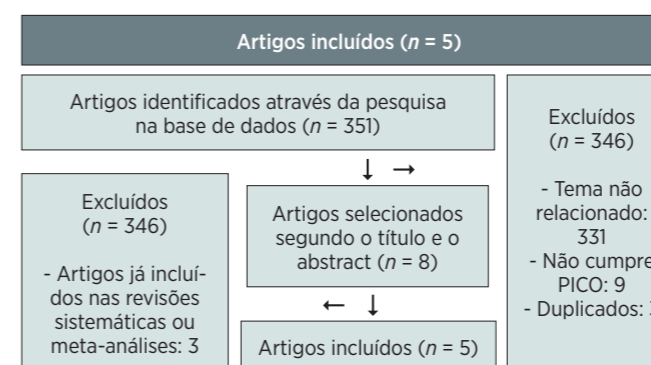 Artigos incluídos (n = 5)
Artigos identificados através da pesquisa
na base de dados (n = 351)
Excluídos
(n = 346)
- Tema não
relacionado:
331
- Não cumpre
PICO: 9
- Duplicados:
Artigos selecionados
segundo o título e o
abstract (n = 8)
Excluídos
(n = 346)
- Artigos já incluí-
dos nas revisões
sistemáticas ou
meta-análises: 3
Artigos incluídos (n = 5)